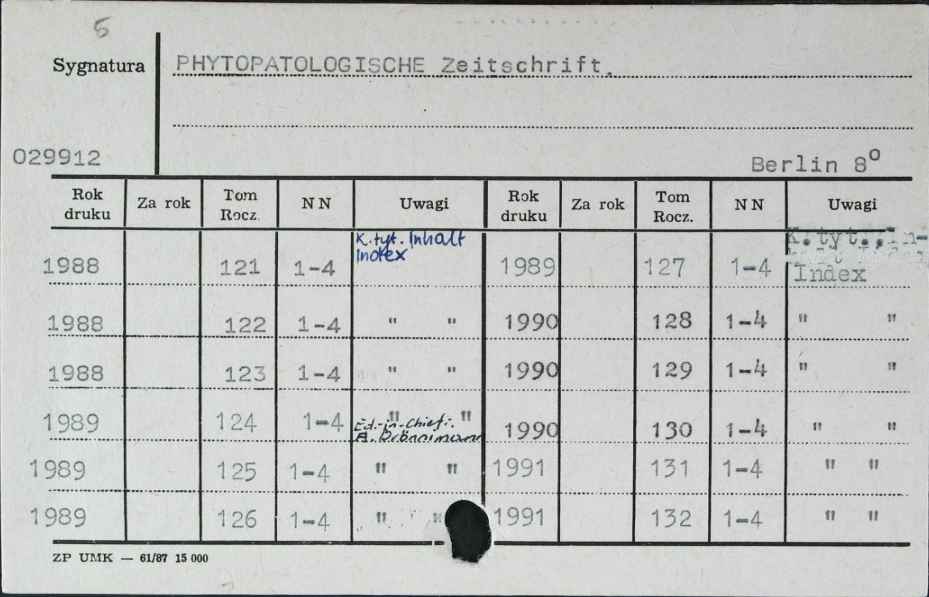 5
Sygnatura PHYTOPATOLOGISCHE Zeitschrift.
029912 Berlin 8º
Rok druku Za rok Tom Rocz. N N Uwagi Rok druku Za rok Tom Rocz. N N Uwagi
1988 121 1-4 K.tyt. Inhalt Index 1989 127 1-4 K.tyt., Index
1988 122 1-4 " " 1990 128 1-4 " "
1988 123 1-4 " " 1990 129 1-4 " "
1989 124 1-4 " " Ed.-in-Chief: A. 1990 130 1-4 " "
1989 125 1-4 " " 1991 131 1-4 " "
1989 126 1-4 " " 1991 132 1-4 " "
ZP UMK — 61/87 15 000